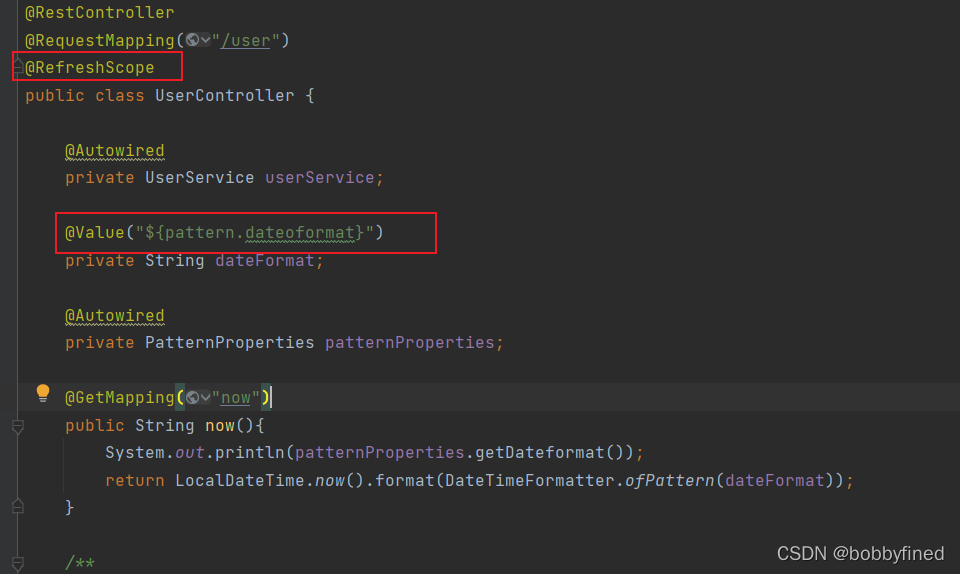 @RestController
@RequestMapping("/user")
@RefreshScope
public class UserController {
@Autowired
private UserService userService;
@Value("${pattern.dateoformat}")
private String dateFormat;
@Autowired
private PatternProperties patternProperties;
@GetMapping("now")
public String now(){
System.out.println(patternProperties.getDateformat());
return LocalDateTime.now().format(DateTimeFormatter.ofPattern(dateFormat));
}
/**
CSDN @bobbyfined